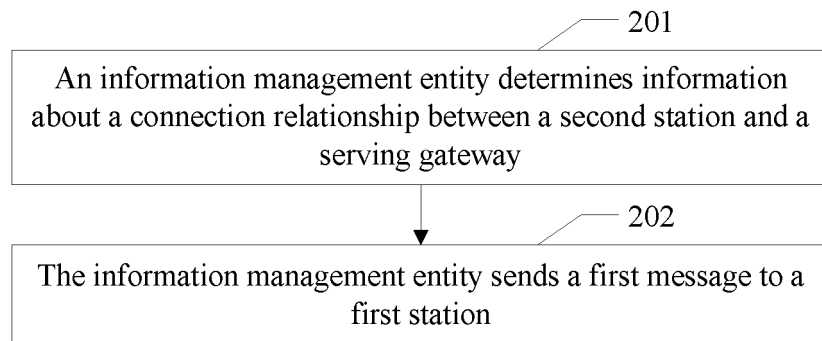 201
An information management entity determines information
about a connection relationship between a second station and a
serving gateway
202
The information management entity sends a first message to a
first station